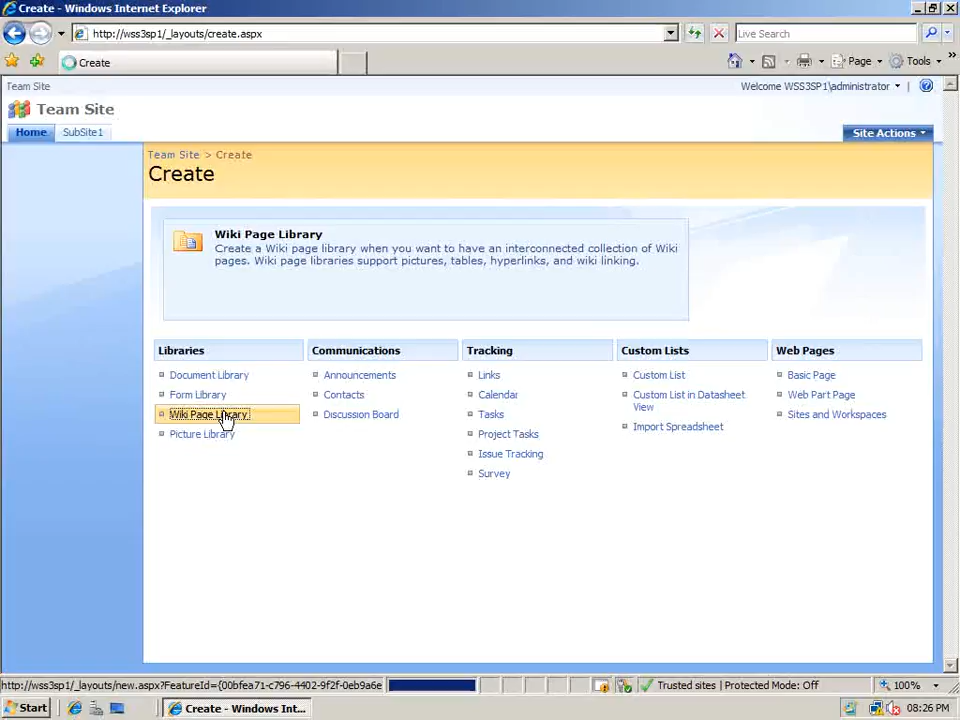 Create - Windows Internet Explorer
http://wss3sp1/_layouts/create.aspx
Live Search
Create
Page
Tools
Team Site
Welcome WSS3SP1\administrator
Team Site
Home
SubSite1
Site Actions
Team Site > Create
Create
Wiki Page Library
Create a Wiki page library when you want to have an interconnected collection of Wiki
pages. Wiki page libraries support pictures, tables, hyperlinks, and wiki linking.
Libraries
Document Library
Form Library
Wiki Page Library
Picture Library
Communications
Announcements
Contacts
Discussion Board
Tracking
Links
Calendar
Tasks
Project Tasks
Issue Tracking
Survey
Custom Lists
Custom List
Custom List in Datasheet
View
Import Spreadsheet
Web Pages
Basic Page
Web Part Page
Sites and Workspaces
http://wss3sp1/_layouts/new.aspx?FeatureId={00bfea71-c796-4402-9f2f-0eb9a6e
Trusted sites | Protected Mode: Off
100%
Start
Create - Windows Int...
08:26 PM